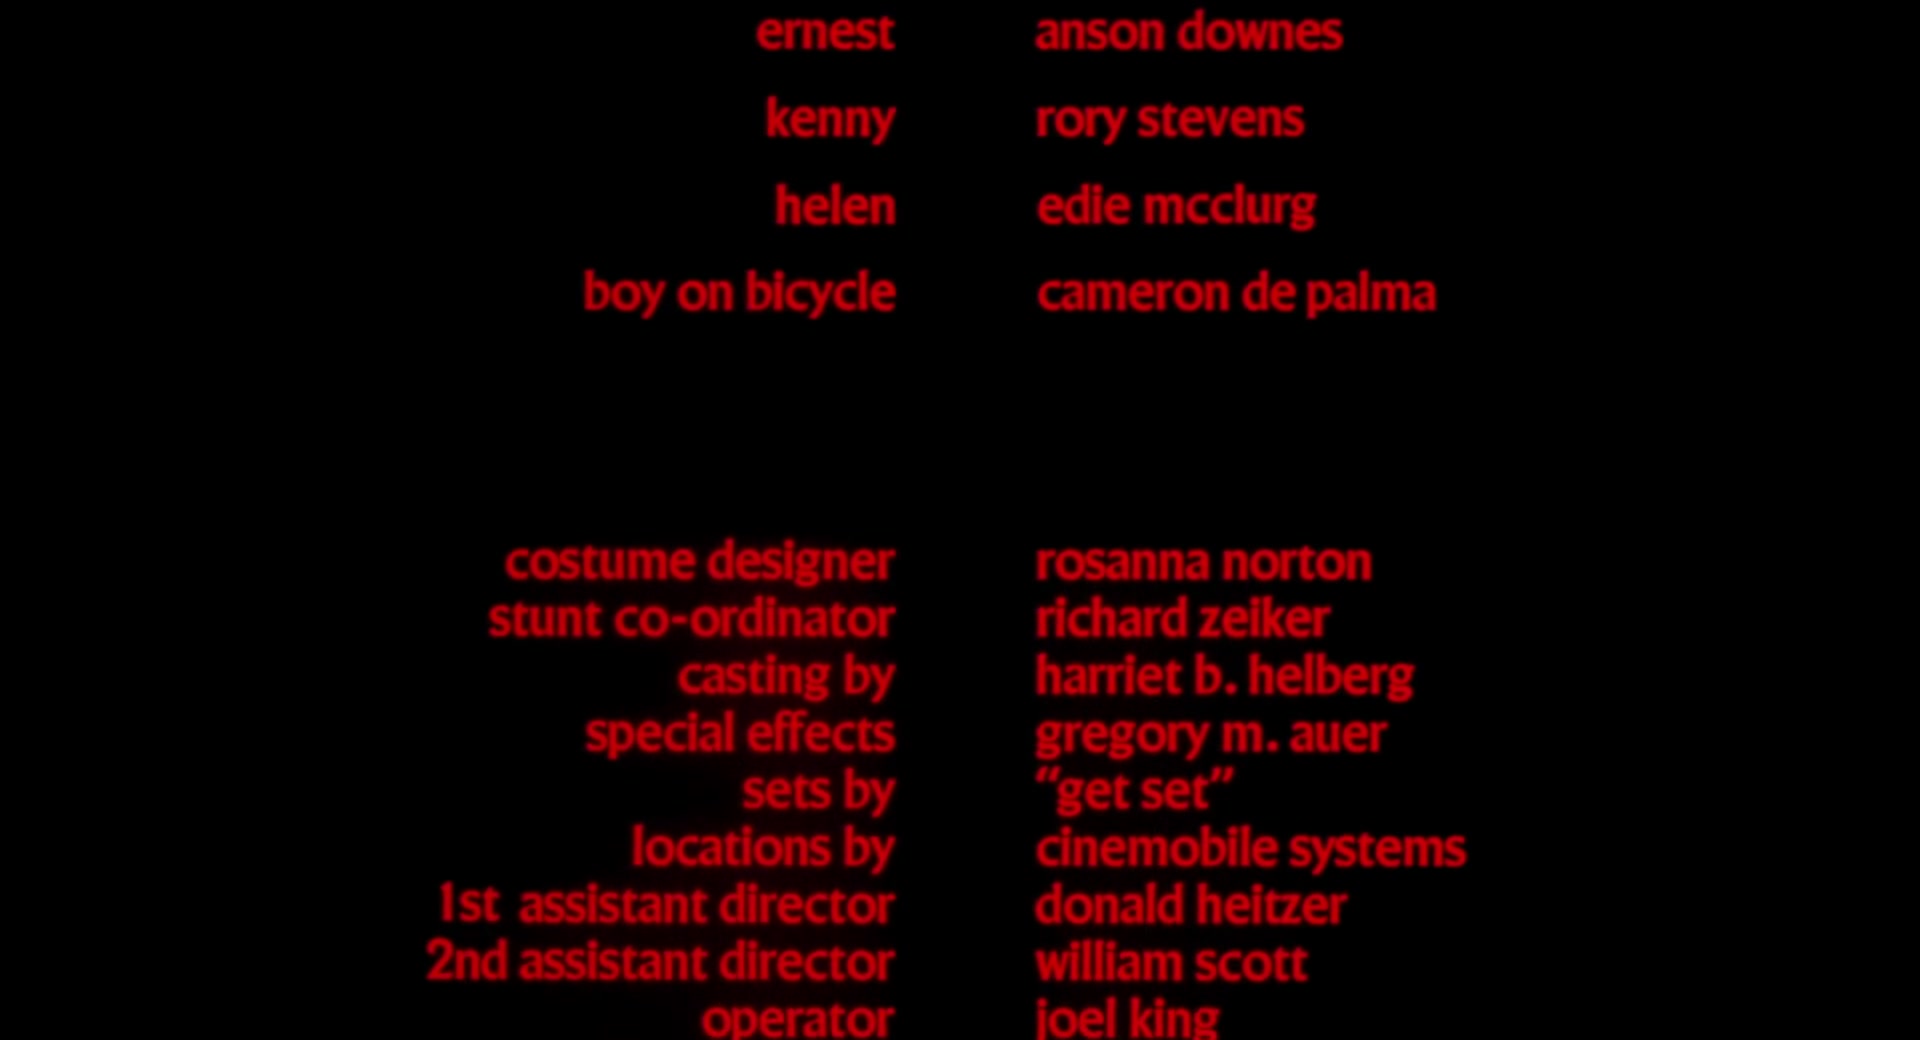 ernest anson downes
kenny rory stevens
helen edie mcclurg
boy on bicycle cameron de palma
costume designer rosanna norton
stunt co-ordinator richard zeiker
casting by harriet b. helberg
special effects gregory m. auer
sets by “get set”
locations by cinemobile systems
1st assistant director donald heitzer
2nd assistant director william scott
operator joel king